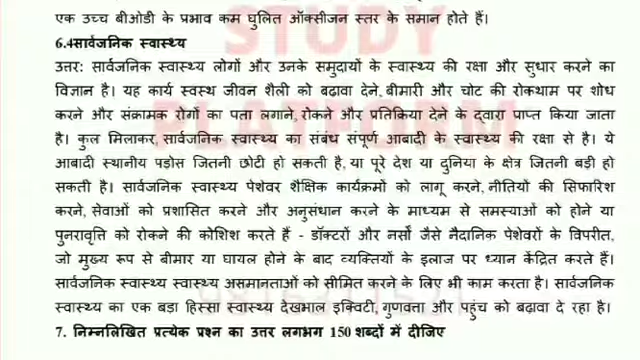 एक उच्च बीओडी के प्रभाव कम घुलित ऑक्सीजन स्तर के समान होते हैं।
6.4सार्वजनिक स्वास्थ्य
उत्तर: सार्वजनिक स्वास्थ्य लोगों और उनके समुदायों के स्वास्थ्य की रक्षा और सुधार करने का
विज्ञान है। यह कार्य स्वस्थ जीवन शैली को बढ़ावा देने, बीमारी और चोट की रोकथाम पर शोध
करने और संक्रामक रोगों का पता लगाने, रोकने और प्रतिक्रिया देने के द्वारा प्राप्त किया जाता
है। कुल मिलाकर, सार्वजनिक स्वास्थ्य का संबंध संपूर्ण आबादी के स्वास्थ्य की रक्षा से है। ये
आबादी स्थानीय पड़ोस जितनी छोटी हो सकती है, या पूरे देश या दुनिया के क्षेत्र जितनी बड़ी हो
सकती है। सार्वजनिक स्वास्थ्य पेशेवर शैक्षिक कार्यक्रमों को लागू करने, नीतियों की सिफारिश
करने, सेवाओं को प्रशासित करने और अनुसंधान करने के माध्यम से समस्याओं को होने या
पुनरावृत्ति को रोकने की कोशिश करते हैं - डॉक्टरों और नर्सों जैसे नैदानिक पेशेवरों के विपरीत,
जो मुख्य रूप से बीमार या घायल होने के बाद व्यक्तियों के इलाज पर ध्यान केंद्रित करते हैं।
सार्वजनिक स्वास्थ्य स्वास्थ्य असमानताओं को सीमित करने के लिए भी काम करता है। सार्वजनिक
स्वास्थ्य का एक बड़ा हिस्सा स्वास्थ्य देखभाल इक्विटी, गुणवत्ता और पहुंच को बढ़ावा दे रहा है।
7. निम्नलिखित प्रत्येक प्रश्न का उत्तर लगभग 150 शब्दों में दीजिए
STUDY
PLATFORM